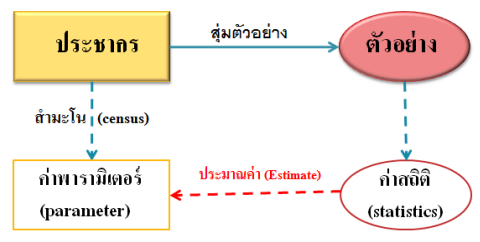 ประชากร
สุ่มตัวอย่าง
ตัวอย่าง
สำมะโน (census)
ค่าพารามิเตอร์
(parameter)
ประมาณค่า (Estimate)
ค่าสถิติ
(statistics)